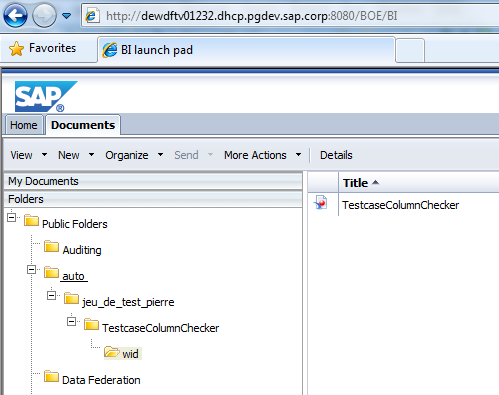 http://dewdftv01232.dhcp.pgdev.sap.corp:8080/BOE/BI
Favorites BI launch pad
SAP®
Home Documents
View New Organize Send More Actions Details
My Documents
Title
Folders
TestcaseColumnChecker
Public Folders
Auditing
auto
jeu_de_test_pierre
TestcaseColumnChecker
wid
Data Federation